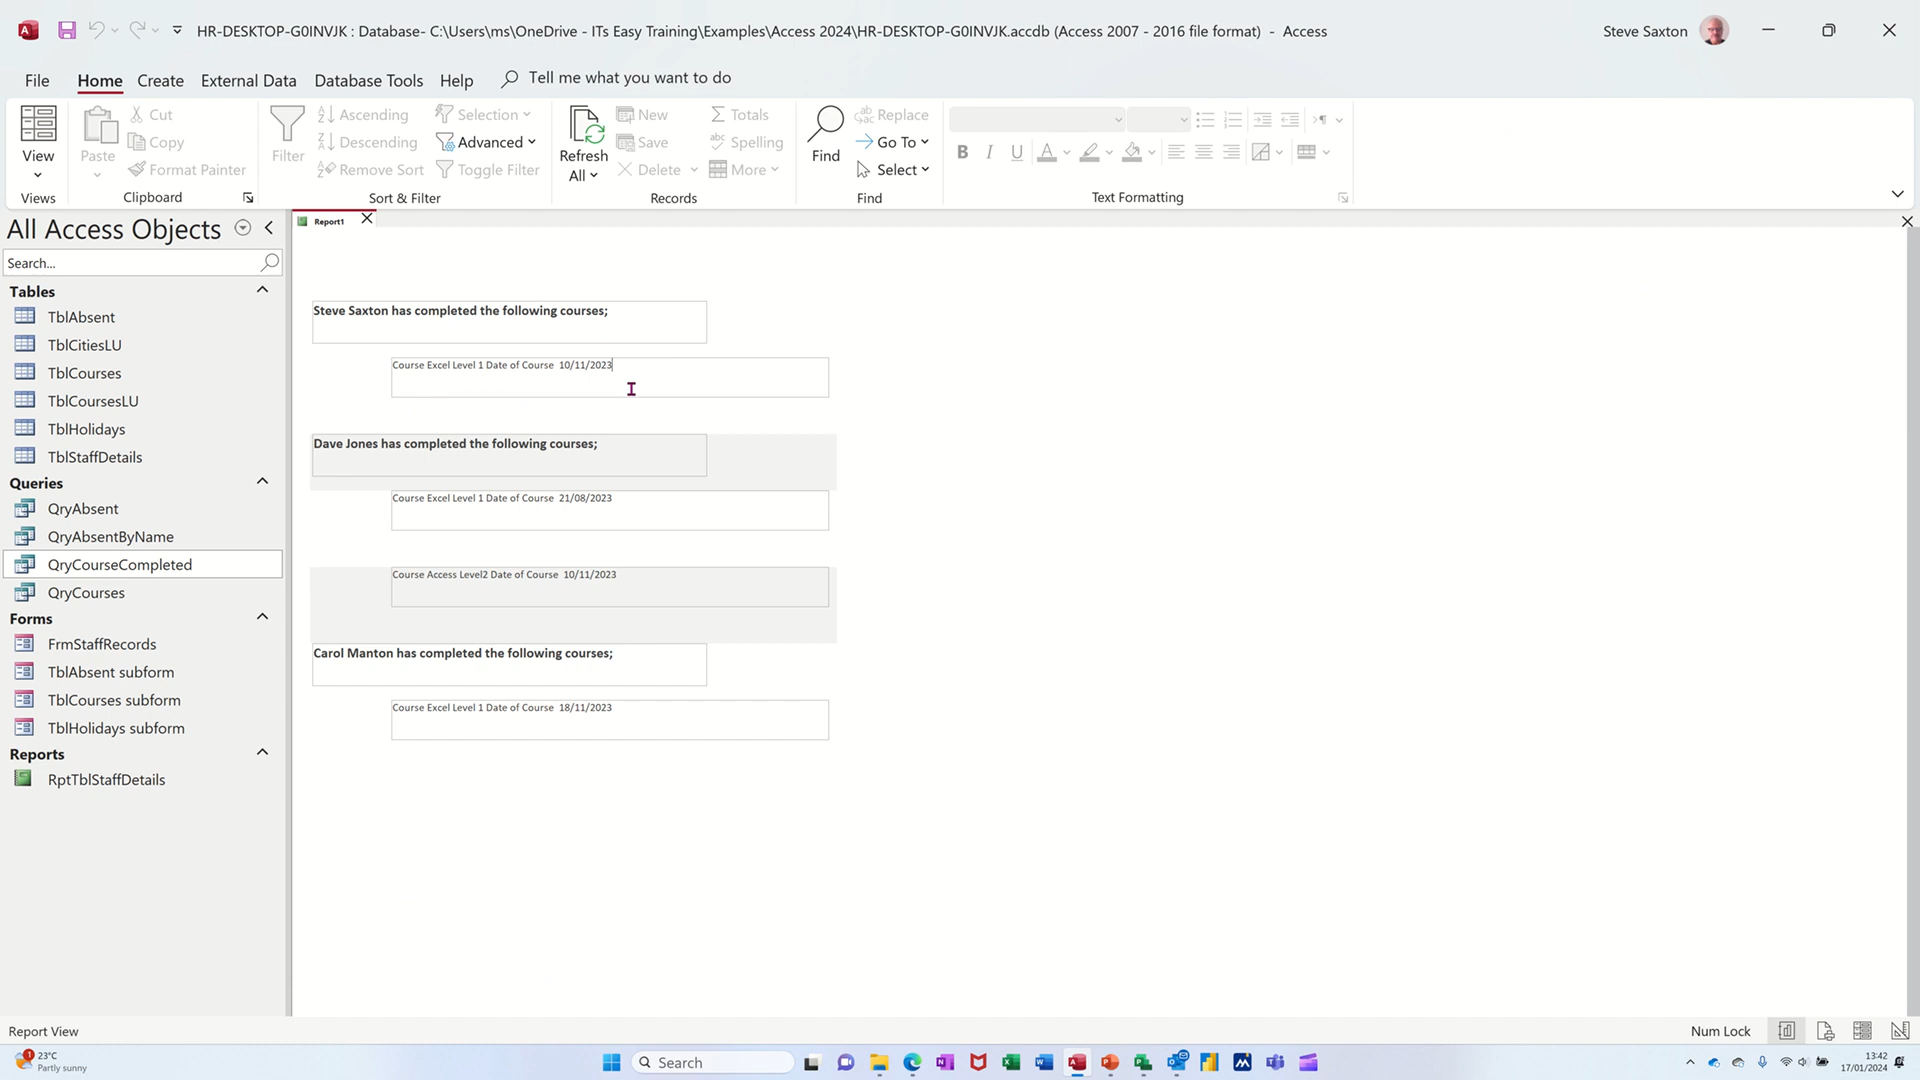 HR-DESKTOP-G0INVJK : Database- C:\Users\ms\OneDrive - ITs Easy Training\Examples\Access 2024\HR-DESKTOP-G0INVJK.accdb (Access 2007 - 2016 file format) - Access
Steve Saxton
File Home Create External Data Database Tools Help Tell me what you want to do
View
Views
Paste
Cut
Copy
Format Painter
Clipboard
Filter
Ascending
Descending
Remove Sort
Selection
Advanced
Toggle Filter
Sort & Filter
Refresh
All
New
Save
Delete
Totals
Spelling
More
Records
Find
Replace
Go To
Select
Find
B I U A
Text Formatting
All Access Objects
Search...
Tables
TblAbsent
TblCitiesLU
TblCourses
TblCoursesLU
TblHolidays
TblStaffDetails
Queries
QryAbsent
QryAbsentByName
QryCourseCompleted
QryCourses
Forms
FrmStaffRecords
TblAbsent subform
TblCourses subform
TblHolidays subform
Reports
RptTblStaffDetails
Report1
Steve Saxton has completed the following courses;
Course Excel Level 1 Date of Course 10/11/2023
Dave Jones has completed the following courses;
Course Excel Level 1 Date of Course 21/08/2023
Course Access Level2 Date of Course 10/11/2023
Carol Manton has completed the following courses;
Course Excel Level 1 Date of Course 18/11/2023
Report View
Num Lock
1
23°C
Partly sunny
Search
13:42
17/01/2024